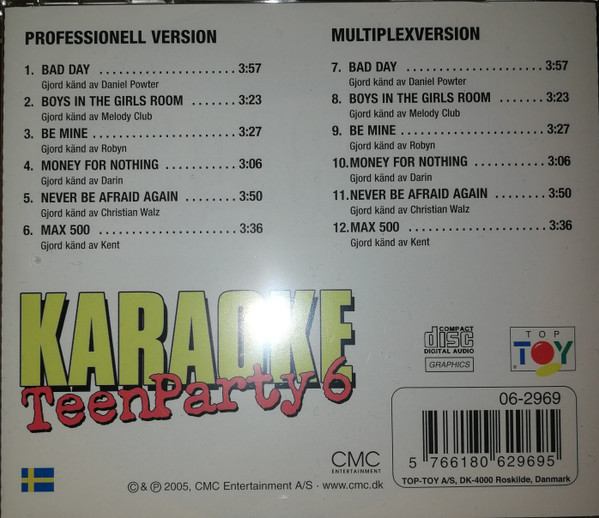 PROFESSIONELL VERSION
1. BAD DAY .................... 3:57
Gjord känd av Daniel Powter
2. BOYS IN THE GIRLS ROOM ....... 3:23
Gjord känd av Melody Club
3. BE MINE ..................... 3:27
Gjord känd av Robyn
4. MONEY FOR NOTHING ........... 3:06
Gjord känd av Darin
5. NEVER BE AFRAID AGAIN ........ 3:50
Gjord känd av Christian Walz
6. MAX 500 ..................... 3:36
Gjord känd av Kent
MULTIPLEXVERSION
7. BAD DAY .................... 3:57
Gjord känd av Daniel Powter
8. BOYS IN THE GIRLS ROOM ....... 3:23
Gjord känd av Melody Club
9. BE MINE ..................... 3:27
Gjord känd av Robyn
10. MONEY FOR NOTHING ........... 3:06
Gjord känd av Darin
11. NEVER BE AFRAID AGAIN ........ 3:50
Gjord känd av Christian Walz
12. MAX 500 ..................... 3:36
Gjord känd av Kent
KARAOKE
TeenParty 6
COMPACT
disc
DIGITAL AUDIO
GRAPHICS
TOP
TOY
06-2969
5 766180 629695
TOP-TOY A/S, DK-4000 Roskilde, Danmark
CMC
ENTERTAINMENT
© & ℗ 2005, CMC Entertainment A/S · www.cmc.dk